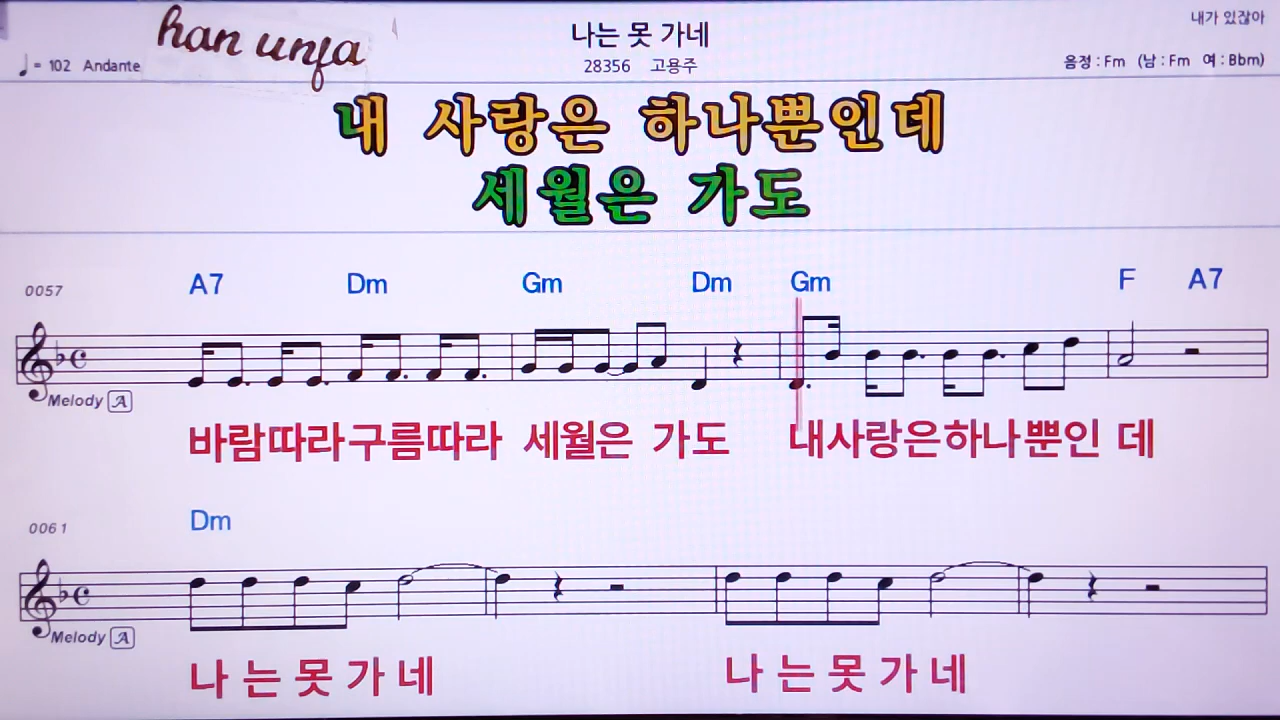 han unfa
나는 못 가네
내가 있잖아
♩= 102 Andante
28356 고용주
음정 : Fm (남 : Fm 여 : Bbm)
내 사랑은 하나뿐인데
세월은 가도
0057 A7 Dm Gm Dm Gm F A7
Melody A
바람따라구름따라 세월은 가도 내사랑은하나뿐인 데
0061 Dm
Melody A
나 는 못 가 네 나 는 못 가 네